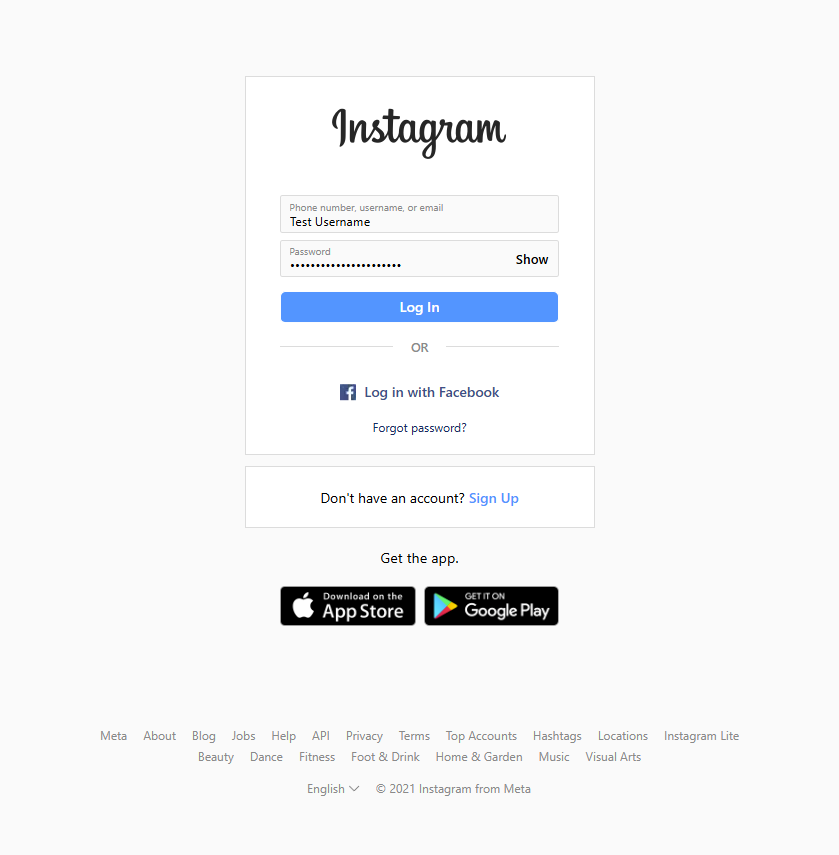 Instagram
Phone number, username, or email
Test Username
Password
•••••••••••••••••••••• Show
Log In
OR
Log in with Facebook
Forgot password?
Don't have an account? Sign Up
Get the app.
Download on the
App Store
GET IT ON
Google Play
Meta About Blog Jobs Help API Privacy Terms Top Accounts Hashtags Locations Instagram Lite
Beauty Dance Fitness Foot & Drink Home & Garden Music Visual Arts
English © 2021 Instagram from Meta